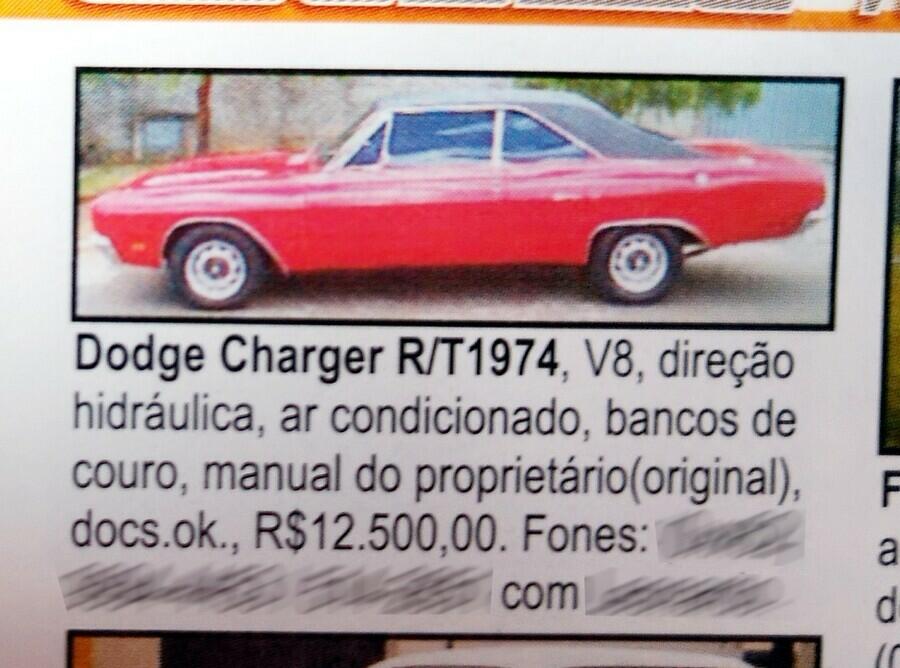 Dodge Charger R/T1974, V8, direção
hidráulica, ar condicionado, bancos de
couro, manual do proprietário(original),
docs.ok., R$12.500,00. Fones:
com
F
a
d
(0